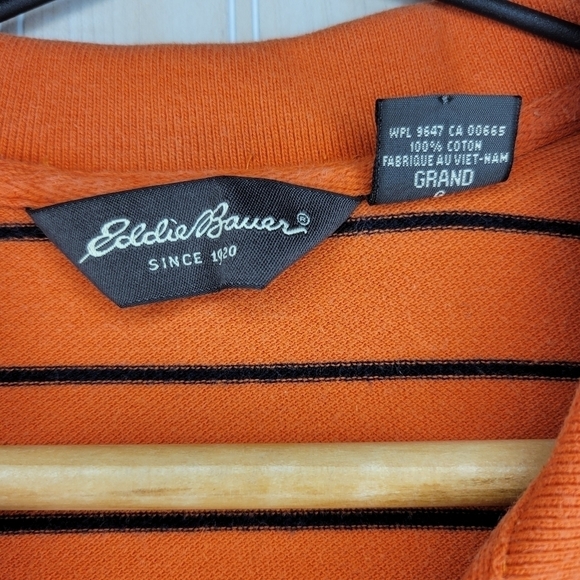 Eddie Bauer®
SINCE 1920
WPL 9647 CA 00665
100% COTON
FABRIQUE AU VIET-NAM
GRAND